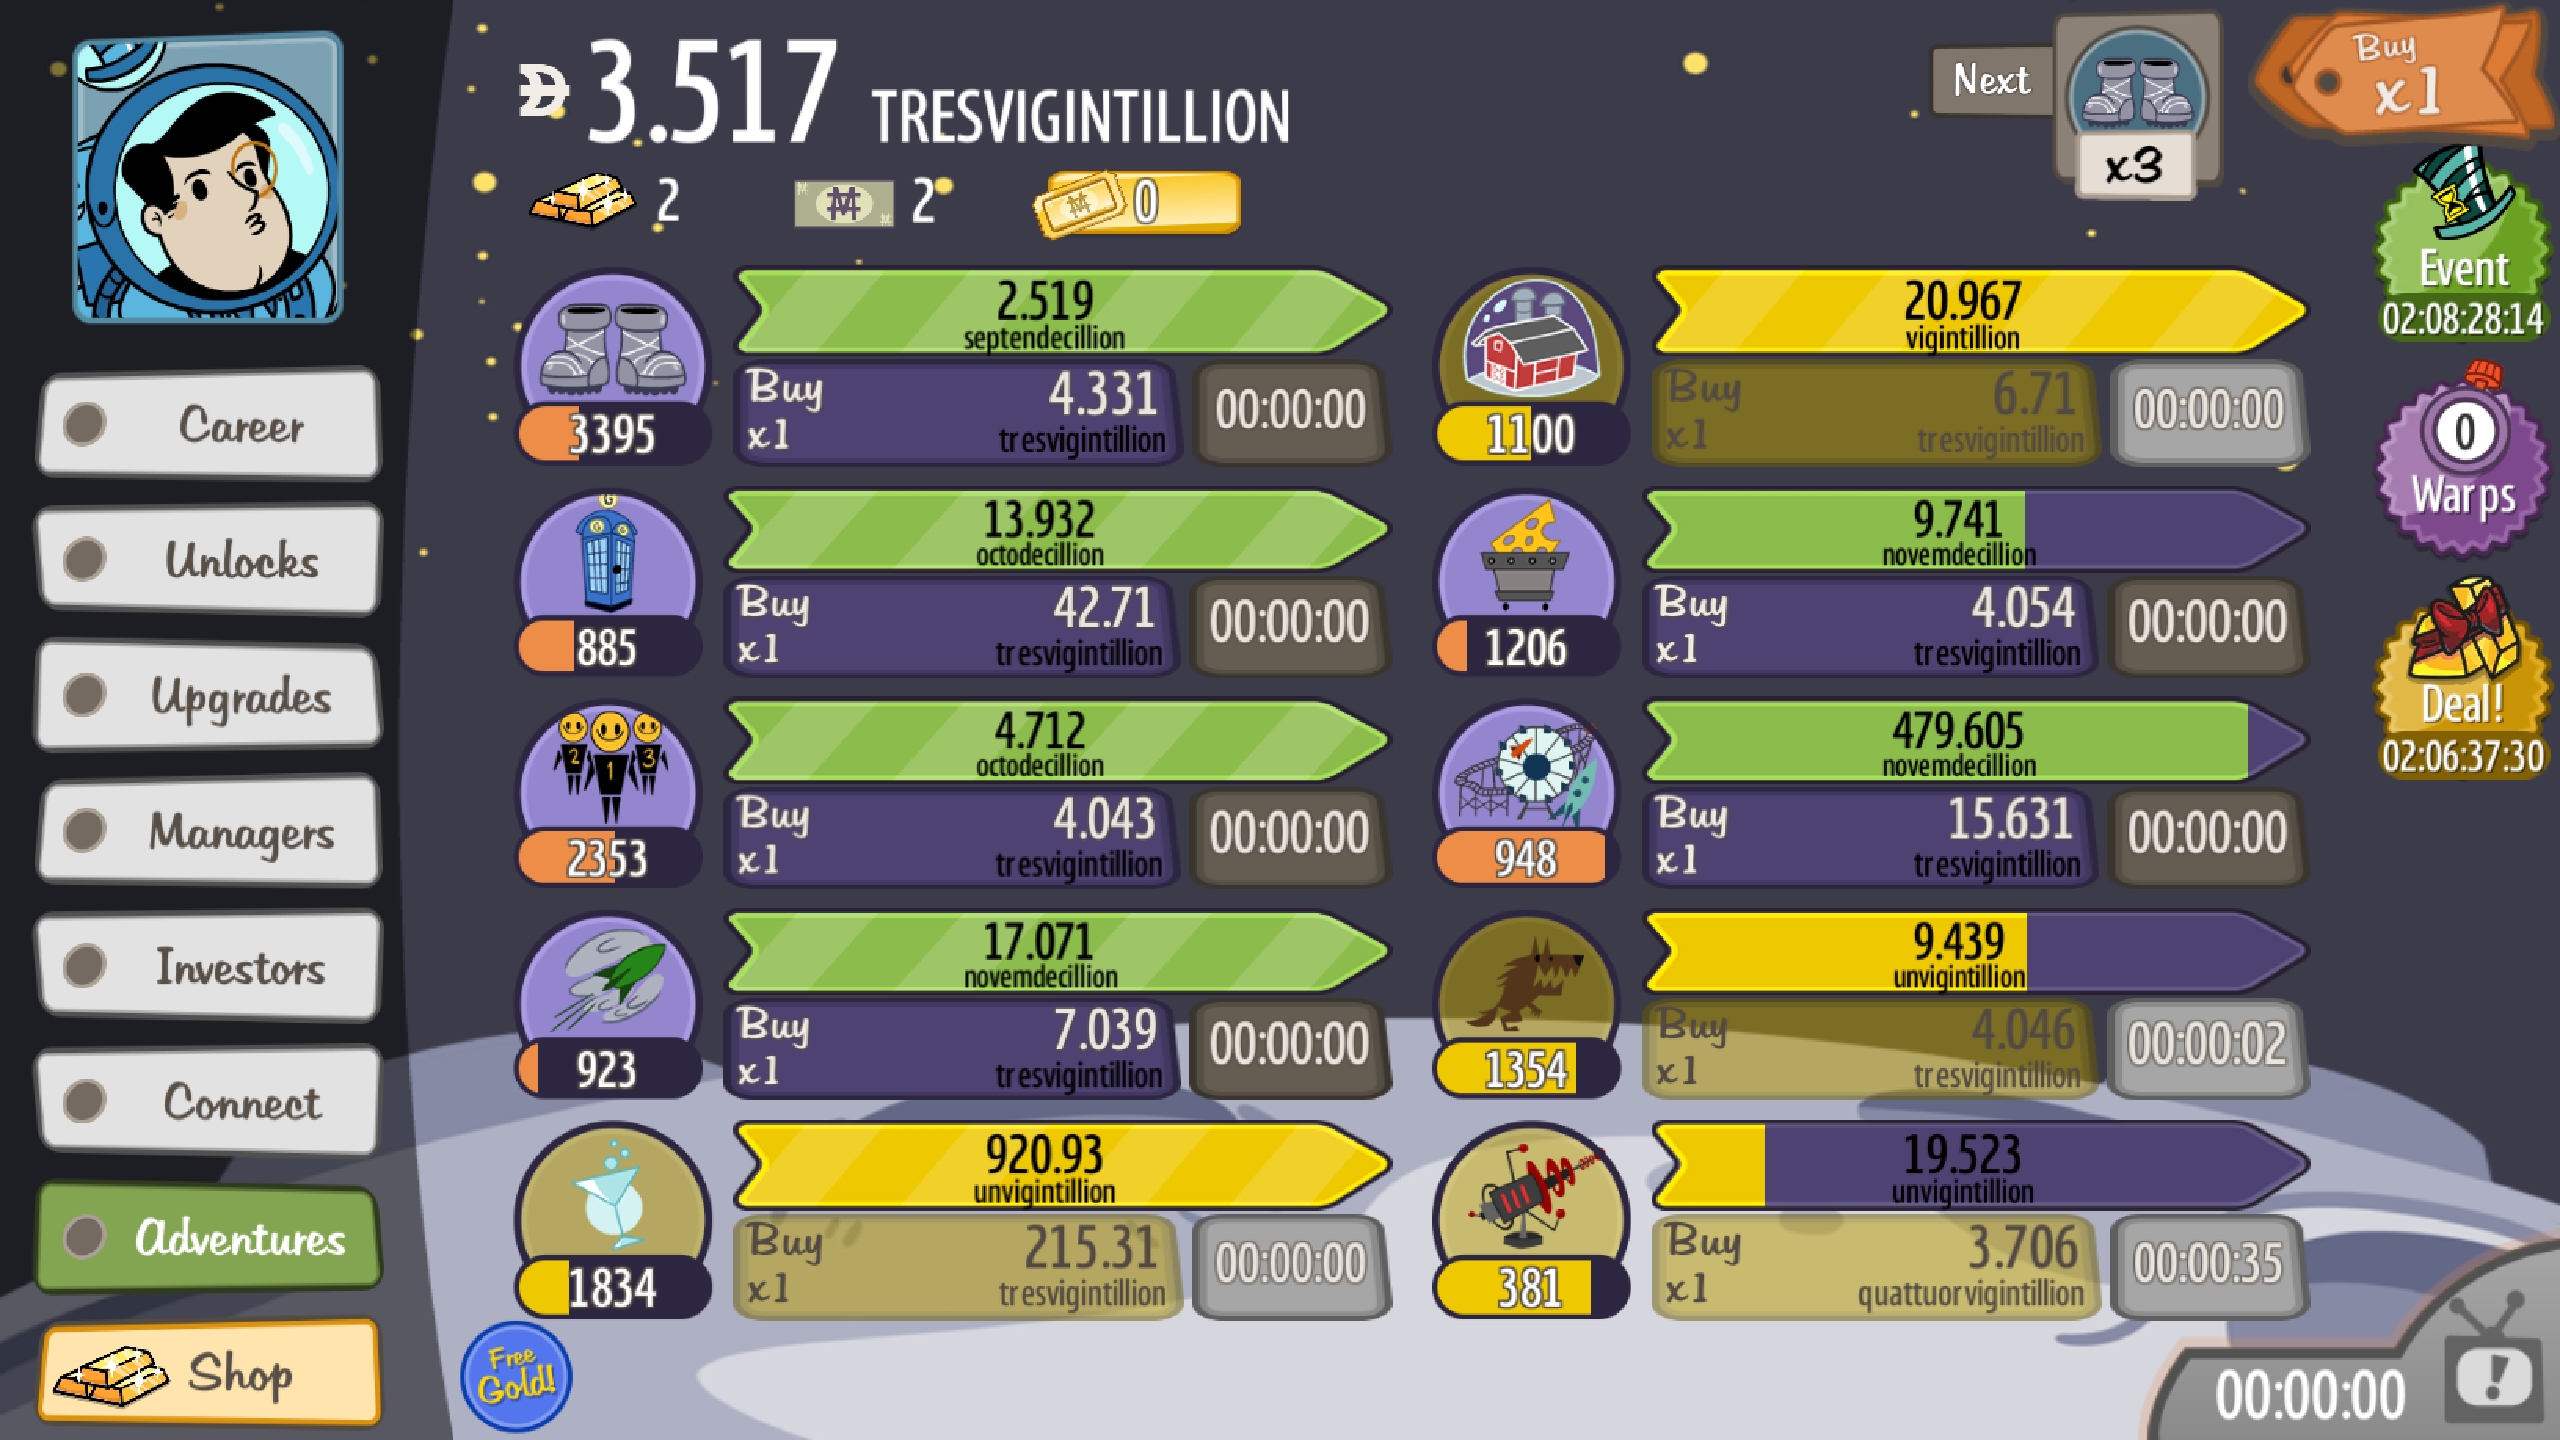 3.517 TRESVIGINTILLION
2
2
0
Next
x3
Buy
x1
Event
02:08:28:14
0
Warps
Deal!
02:06:37:30
Career
Unlocks
Upgrades
Managers
Investors
Connect
Adventures
Shop
Free
Gold!
2.519
septendecillion
3395
Buy
x1
4.331
tresvigintillion
00:00:00
20.967
vigintillion
1100
Buy
x1
6.71
tresvigintillion
00:00:00
G
13.932
octodecillion
885
Buy
x1
42.71
tresvigintillion
00:00:00
9.741
novemdecillion
1206
Buy
x1
4.054
tresvigintillion
00:00:00
2 1 3
4.712
octodecillion
2353
Buy
x1
4.043
tresvigintillion
00:00:00
479.605
novemdecillion
948
Buy
x1
15.631
tresvigintillion
00:00:00
17.071
novemdecillion
923
Buy
x1
7.039
tresvigintillion
00:00:00
9.439
unvigintillion
1354
Buy
x1
4.046
tresvigintillion
00:00:02
920.93
unvigintillion
1834
Buy
x1
215.31
tresvigintillion
00:00:00
19.523
unvigintillion
381
Buy
x1
3.706
quattuorvigintillion
00:00:35
00:00:00
!